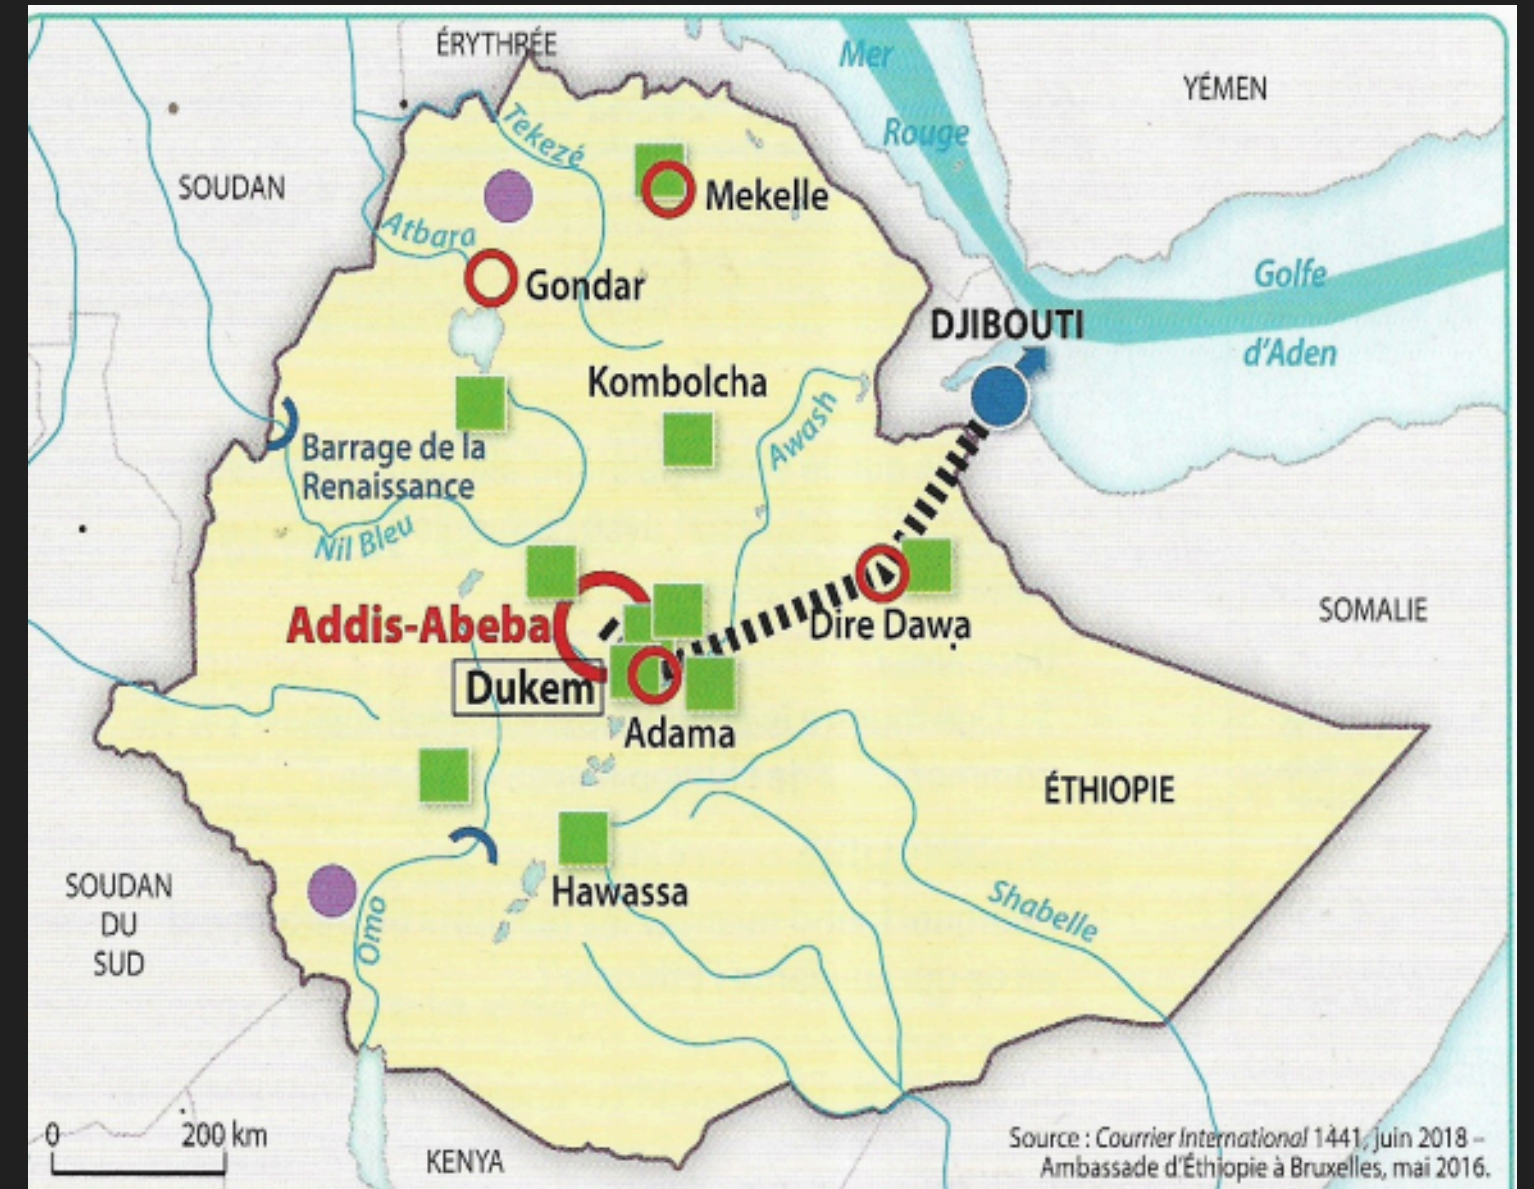 ÉRYTHRÉE
Mer
Rouge
YÉMEN
Tekezé
SOUDAN
Mekelle
Atbara
Gondar
Golfe
d'Aden
DJIBOUTI
Kombolcha
Awash
Barrage de la
Renaissance
Nil Bleu
Addis-Abeba
Dire Dawa
SOMALIE
Dukem
Adama
ÉTHIOPIE
SOUDAN
DU
SUD
Hawassa
Omo
Shabelle
0 200 km
KENYA
Source : Courrier International 1441, juin 2018 –
Ambassade d'Éthiopie à Bruxelles, mai 2016.